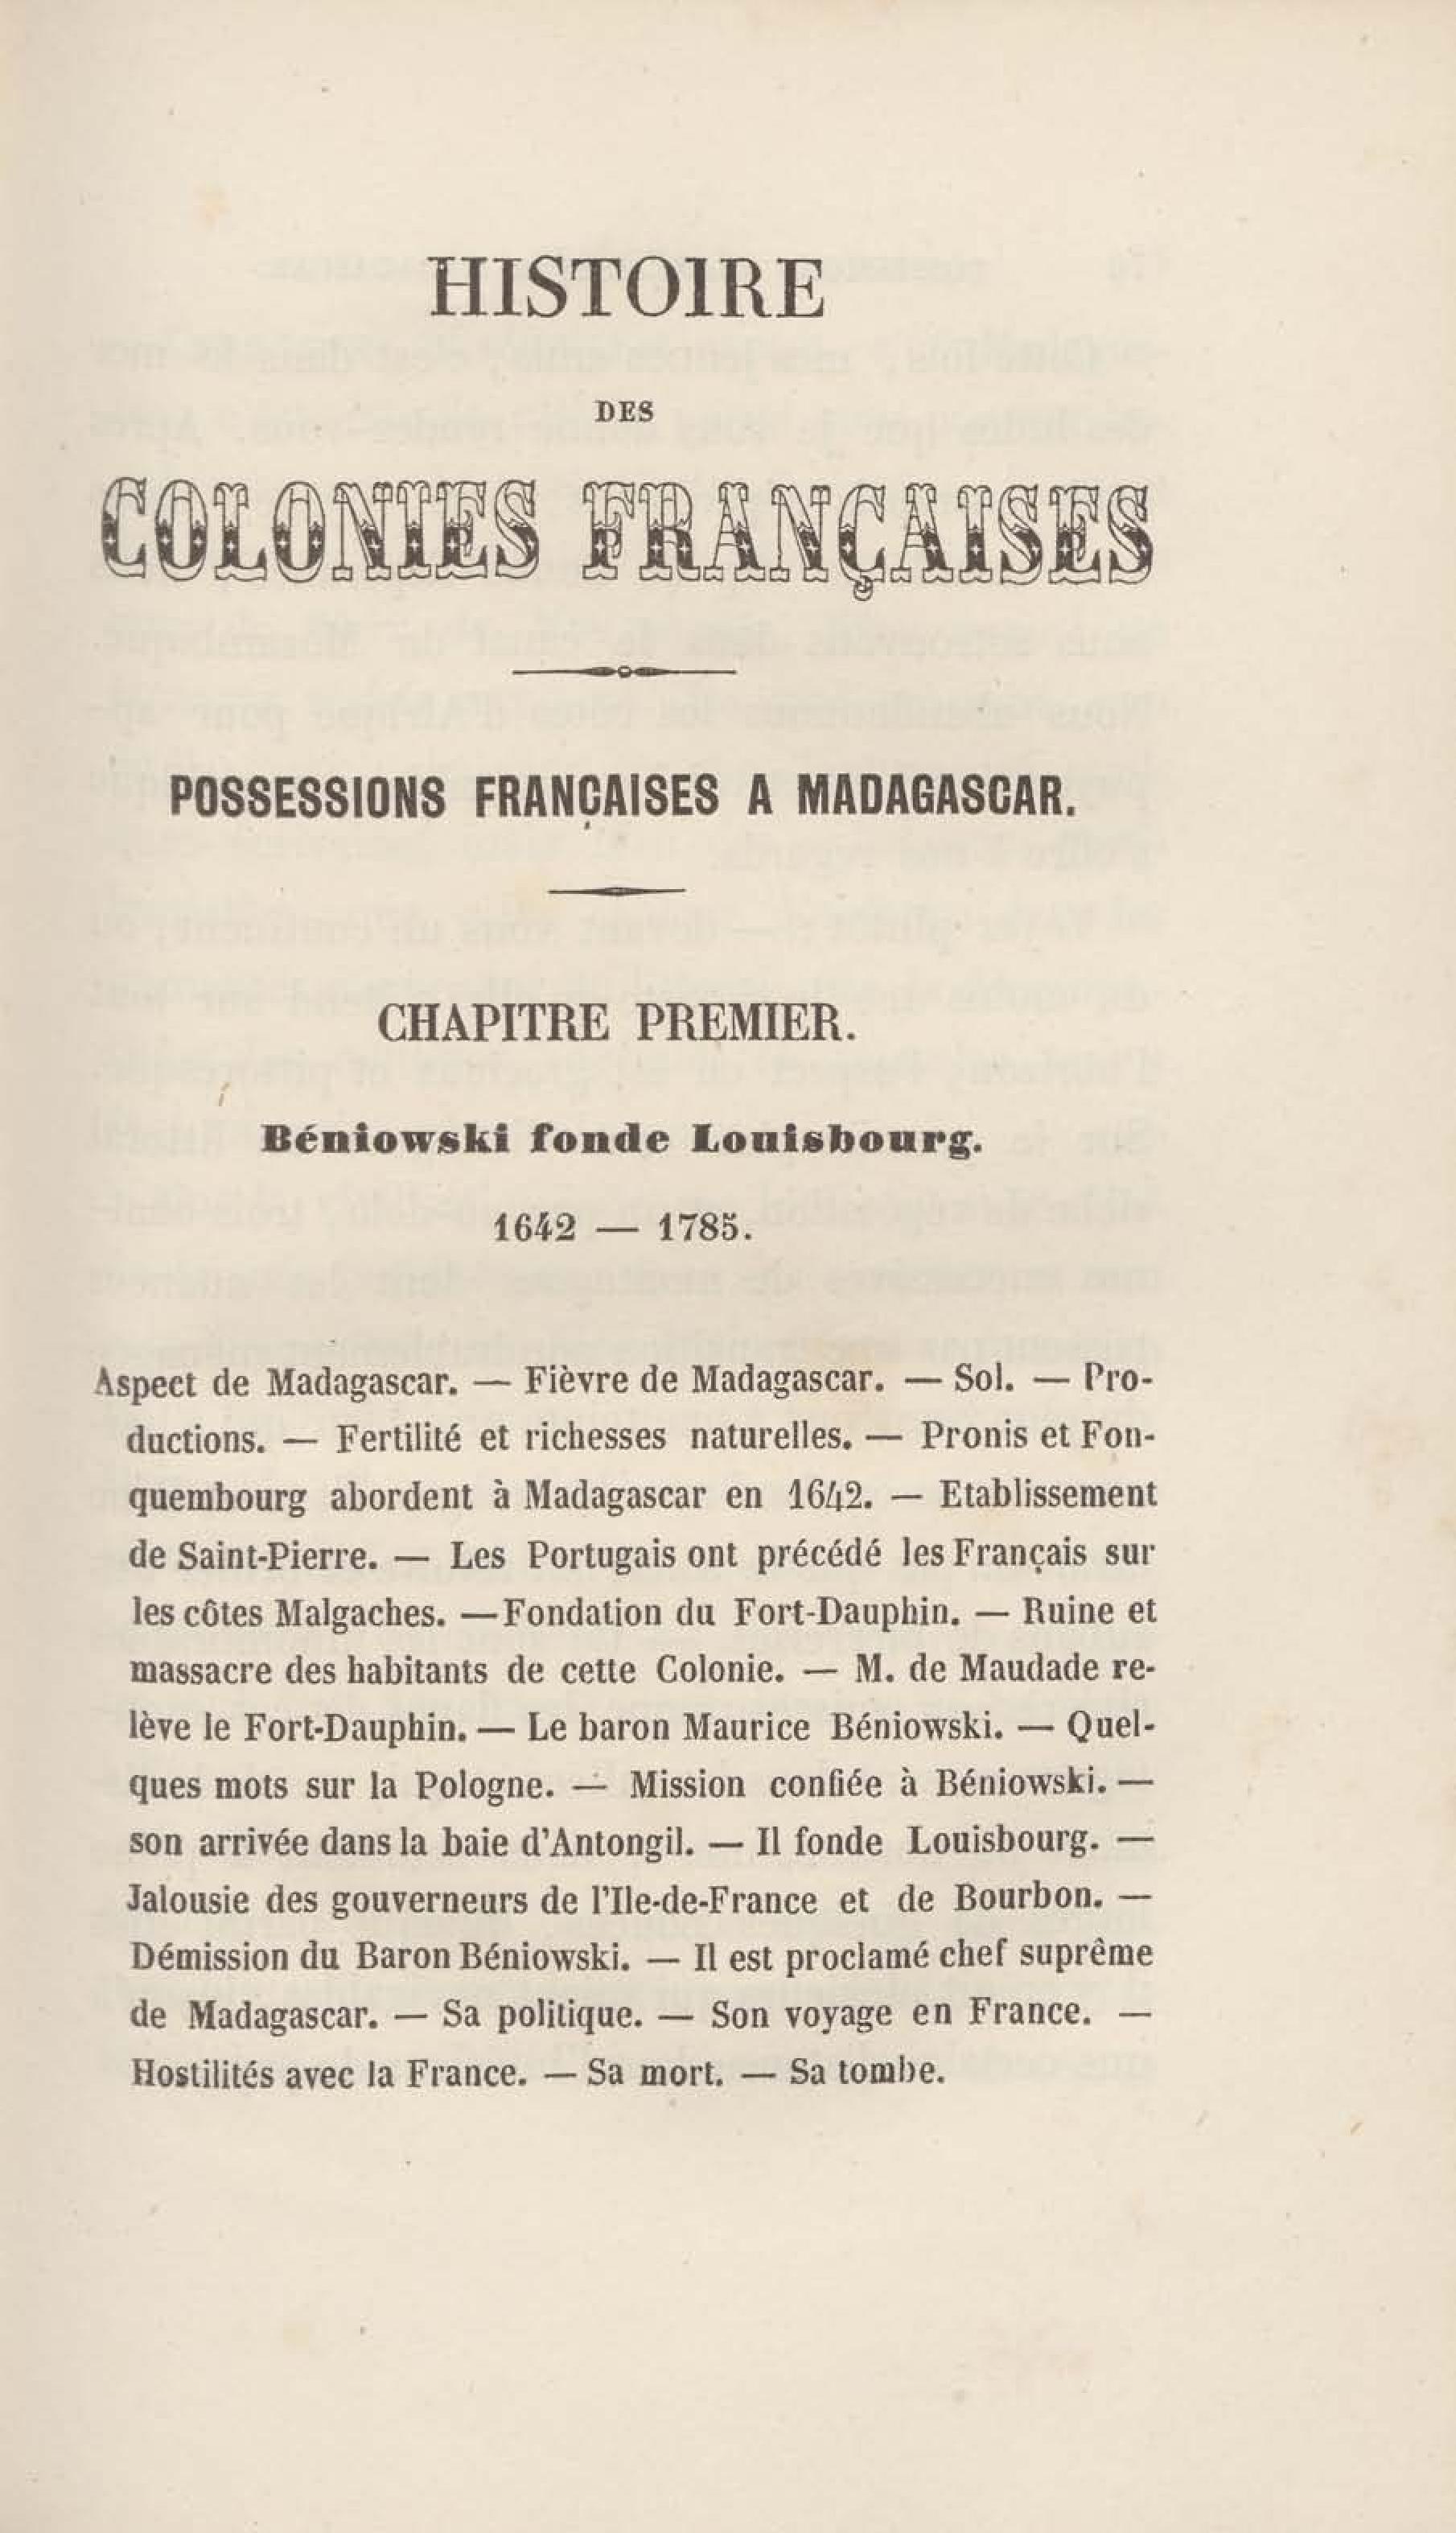 HISTOIRE
DES
COLONIES FRANÇAISES
POSSESSIONS FRANÇAISES A MADAGASCAR.
CHAPITRE PREMIER.
Béniowski fonde Louisbourg.
1642 — 1785.
Aspect de Madagascar. — Fièvre de Madagascar. — Sol. — Pro-
ductions. — Fertilité et richesses naturelles. — Pronis et Fon-
quembourg abordent à Madagascar en 1642. — Etablissement
de Saint-Pierre. — Les Portugais ont précédé les Français sur
les côtes Malgaches. — Fondation du Fort-Dauphin. — Ruine et
massacre des habitants de cette Colonie. — M. de Maudade re-
lève le Fort-Dauphin. — Le baron Maurice Béniowski. — Quel-
ques mots sur la Pologne. — Mission confiée à Béniowski. —
son arrivée dans la baie d'Antongil. — Il fonde Louisbourg. —
Jalousie des gouverneurs de l'Ile-de-France et de Bourbon. —
Démission du Baron Béniowski. — Il est proclamé chef suprême
de Madagascar. — Sa politique. — Son voyage en France. —
Hostilités avec la France. — Sa mort. — Sa tombe.